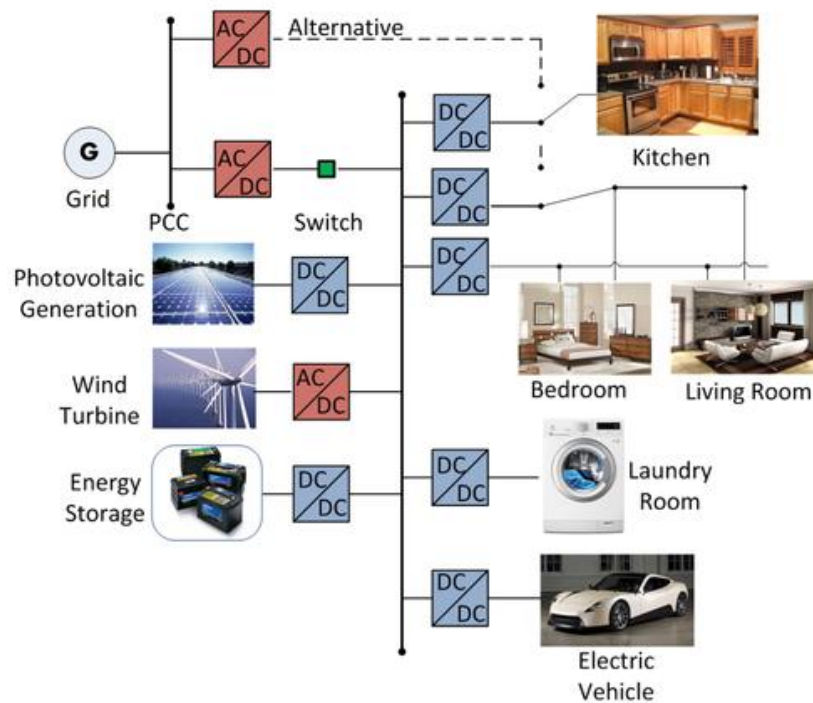 AC
DC
Alternative
G
Grid
AC
DC
PCC
Switch
DC
DC
Kitchen
DC
DC
DC
DC
Photovoltaic
Generation
DC
DC
Bedroom
Living Room
Wind
Turbine
AC
DC
Energy
Storage
DC
DC
DC
DC
Laundry
Room
DC
DC
Electric
Vehicle